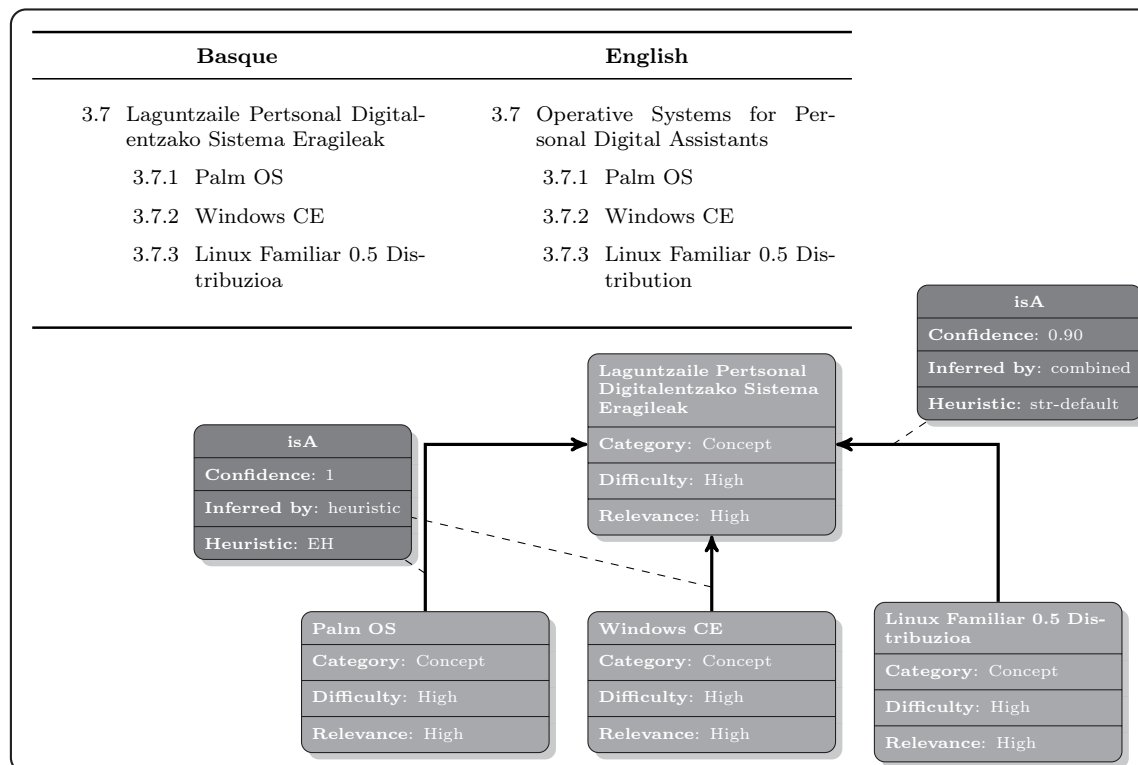 Basque English
3.7 Laguntzaile Pertsonal Digital-
entzako Sistema Eragileak
3.7.1 Palm OS
3.7.2 Windows CE
3.7.3 Linux Familiar 0.5 Dis-
tribuzioa
3.7 Operative Systems for Per-
sonal Digital Assistants
3.7.1 Palm OS
3.7.2 Windows CE
3.7.3 Linux Familiar 0.5 Dis-
tribution
isA
Confidence: 0.90
Inferred by: combined
Heuristic: str-default
Laguntzaile Pertsonal
Digitalentzako Sistema
Eragileak
Category: Concept
Difficulty: High
Relevance: High
isA
Confidence: 1
Inferred by: heuristic
Heuristic: EH
Palm OS
Category: Concept
Difficulty: High
Relevance: High
Windows CE
Category: Concept
Difficulty: High
Relevance: High
Linux Familiar 0.5 Dis-
tribuzioa
Category: Concept
Difficulty: High
Relevance: High